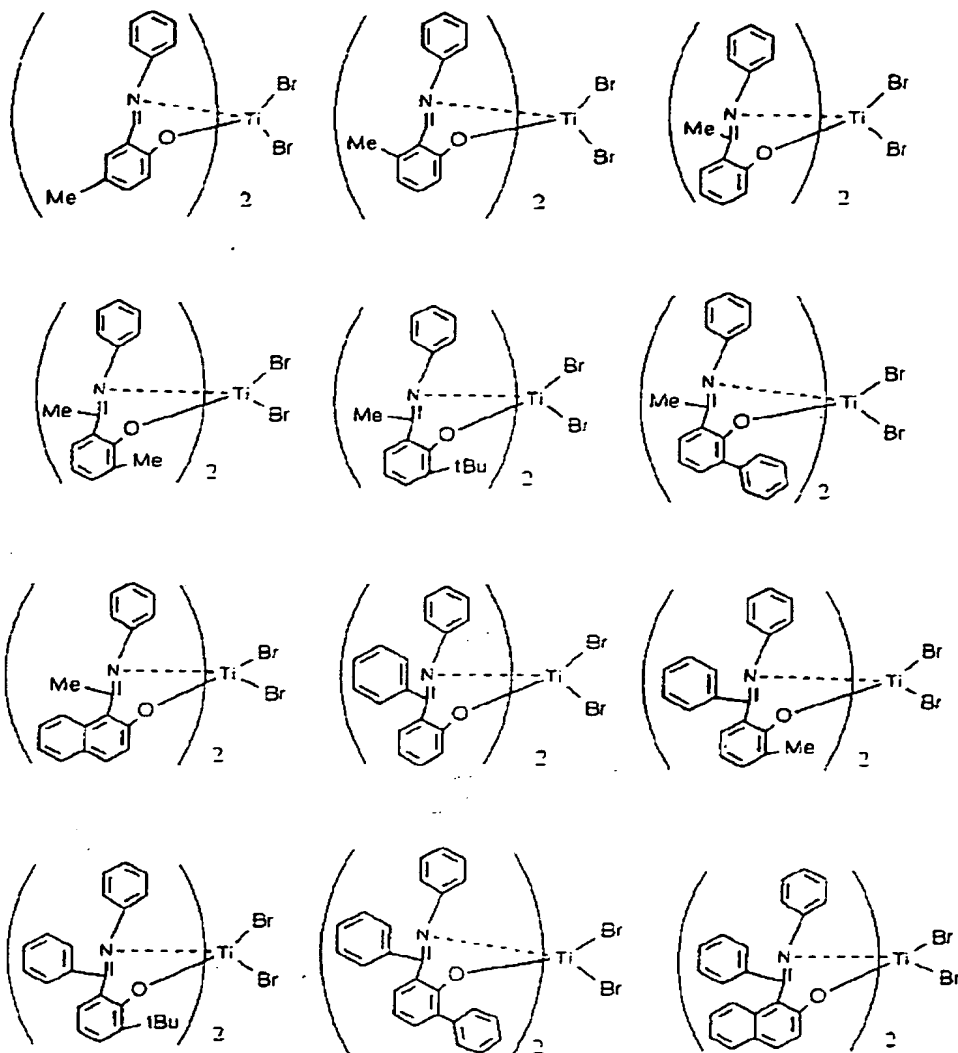 N Ti Br Br O Me 2
N Ti Br Br Me O 2
N Me Ti Br Br O 2
N Ti Br Br Me O Me 2
N Ti Br Br Me O tBu 2
N Ti Br Br Me O 2
N Ti Br Br Me O 2
N Ti Br Br O 2
N Ti Br Br O Me 2
N Ti Br Br O tBu 2
N Ti Br Br O 2
N Ti Br Br O 2